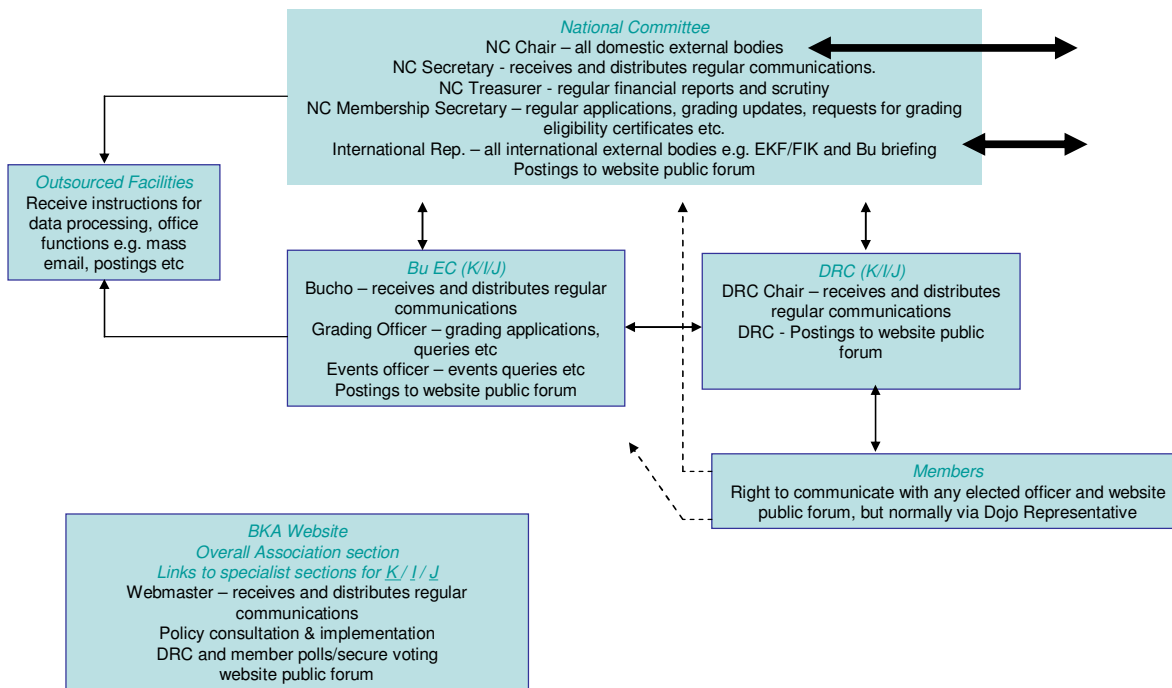 National Committee
NC Chair – all domestic external bodies
NC Secretary - receives and distributes regular communications.
NC Treasurer - regular financial reports and scrutiny
NC Membership Secretary – regular applications, grading updates, requests for grading
eligibility certificates etc.
International Rep. – all international external bodies e.g. EKF/FIK and Bu briefing
Postings to website public forum
Outsourced Facilities
Receive instructions for
data processing, office
functions e.g. mass
email, postings etc
Bu EC (K/I/J)
Bucho – receives and distributes regular
communications
Grading Officer – grading applications,
queries etc
Events officer – events queries etc
Postings to website public forum
DRC (K/I/J)
DRC Chair – receives and distributes
regular communications
DRC - Postings to website public
forum
Members
Right to communicate with any elected officer and website
public forum, but normally via Dojo Representative
BKA Website
Overall Association section
Links to specialist sections for K / I / J
Webmaster – receives and distributes regular
communications
Policy consultation & implementation
DRC and member polls/secure voting
website public forum